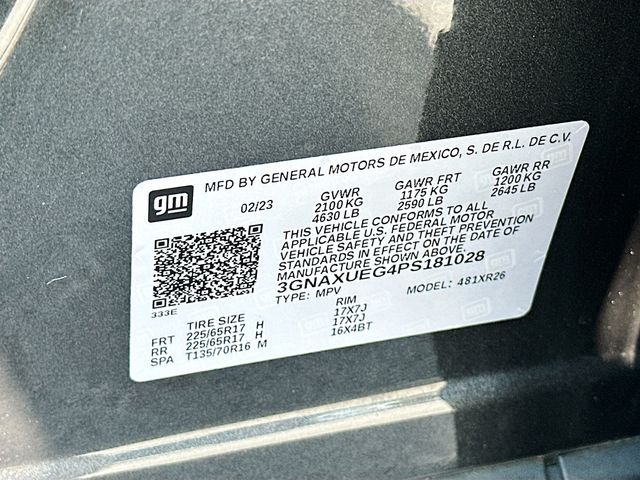 gm
MFD BY GENERAL MOTORS DE MEXICO, S. DE R.L. DE C.V.
02/23 GVWR GAWR FRT GAWR RR
2100 KG 1175 KG 1200 KG
4630 LB 2590 LB 2645 LB
THIS VEHICLE CONFORMS TO ALL
APPLICABLE U.S. FEDERAL MOTOR
VEHICLE SAFETY AND THEFT PREVENTION
STANDARDS IN EFFECT ON THE DATE OF
MANUFACTURE SHOWN ABOVE.
3GNAXUEG4PS181028
TYPE: MPV MODEL: 481XR26
333E
TIRE SIZE RIM
FRT 225/65R17 H 17X7J
RR 225/65R17 H 17X7J
SPA T135/70R16 M 16X4BT